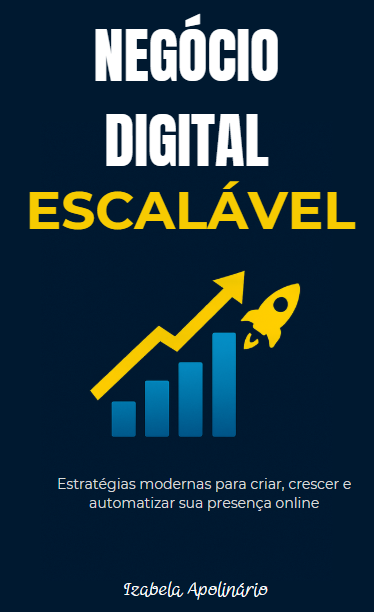 NEGÓCIO
DIGITAL
ESCALÁVEL
Estratégias modernas para criar, crescer e
automatizar sua presença online
Izabela Apolinário